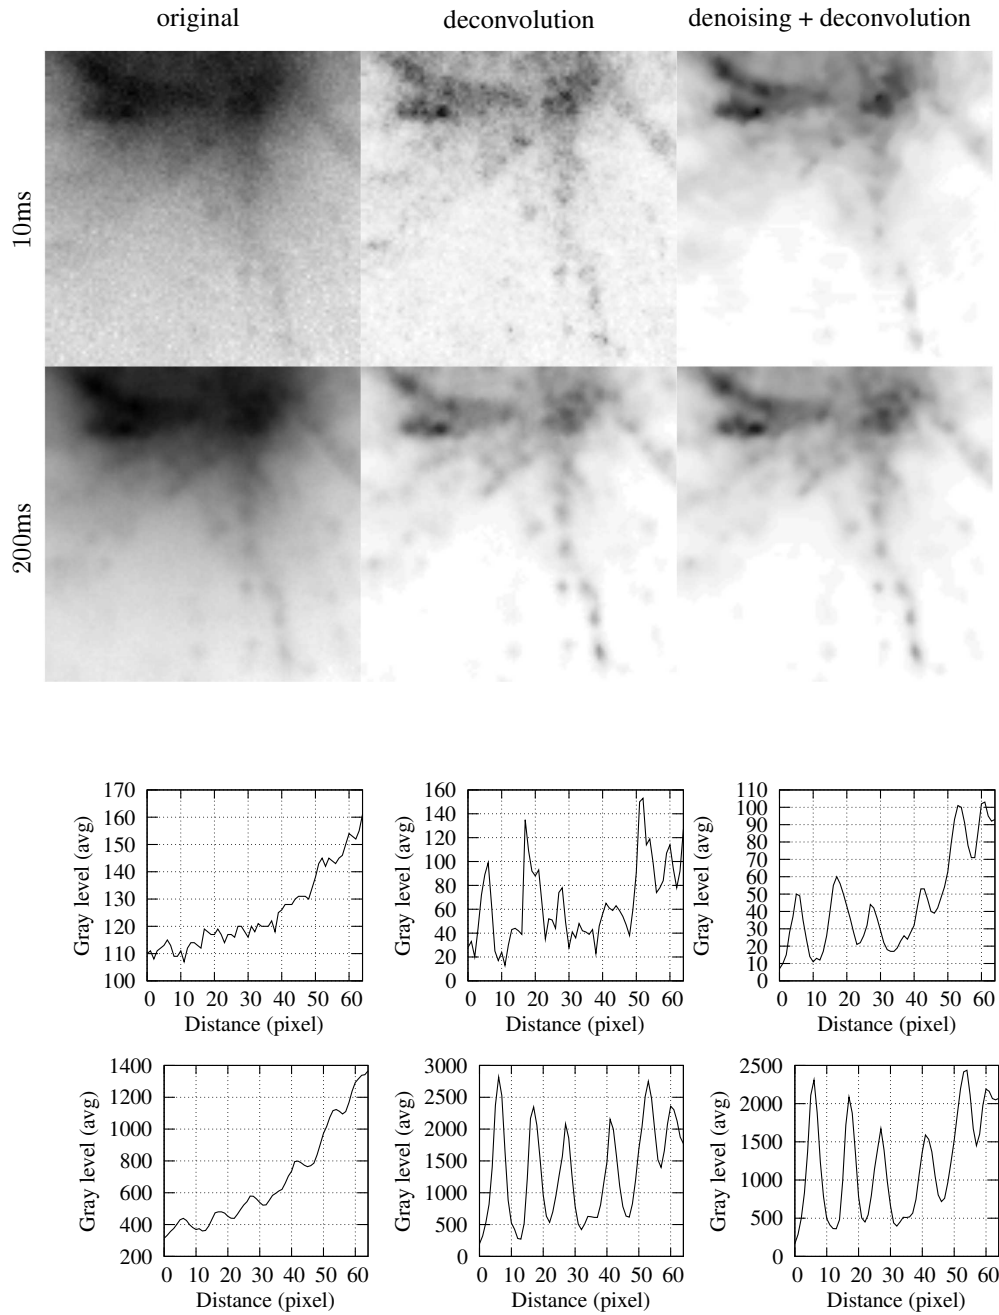 original deconvolution denoising + deconvolution
10ms
200ms
170
160
150
140
130
120
110
100
Gray level (avg)
0 10 20 30 40 50 60
Distance (pixel)
160
140
120
100
80
60
40
20
0
Gray level (avg)
0 10 20 30 40 50 60
Distance (pixel)
110
100
90
80
70
60
50
40
30
20
10
0
Gray level (avg)
0 10 20 30 40 50 60
Distance (pixel)
1400
1200
1000
800
600
400
200
Gray level (avg)
0 10 20 30 40 50 60
Distance (pixel)
3000
2500
2000
1500
1000
500
0
Gray level (avg)
0 10 20 30 40 50 60
Distance (pixel)
2500
2000
1500
1000
500
0
Gray level (avg)
0 10 20 30 40 50 60
Distance (pixel)